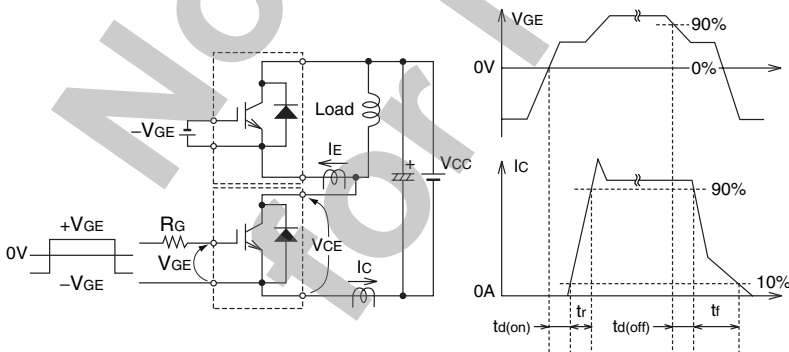 VGE
90%
0V
0%
Load
−VGE
IE
+
VCC
IC
90%
+VGE
RG
0V
VGE
VCE
−VGE
IC
0A
10%
td(on)
tr
td(off)
tf
for